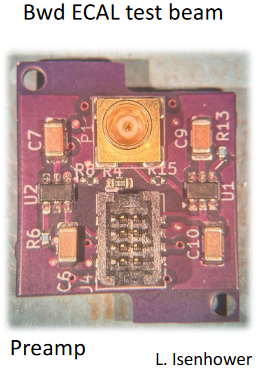 Bwd ECAL test beam
C7
P1
C9
R13
R8 R4
R15
U2
U1
R6
C6
J4
C10
Preamp
L. Isenhower